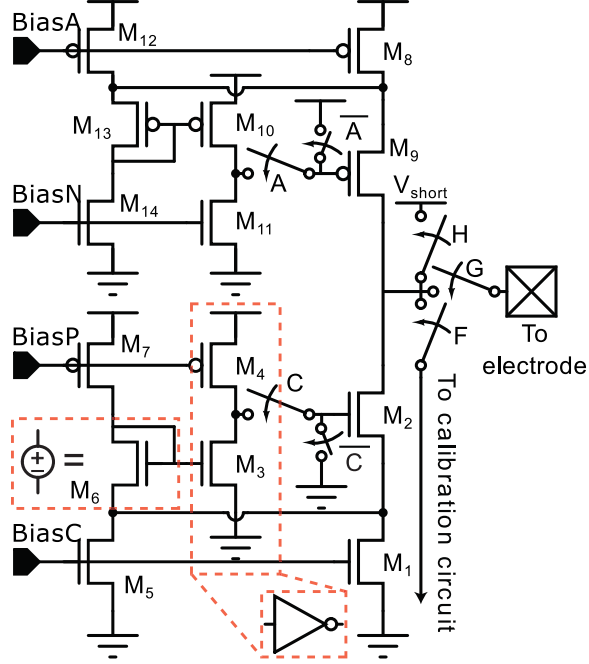 BiasA
M12
M8
M13
M10
A
A
M9
BiasN
M14
M11
Vshort
H
G
F
To
electrode
BiasP
M7
M4
C
M2
C
M3
=
M6
BiasC
M5
M1
To calibration circuit